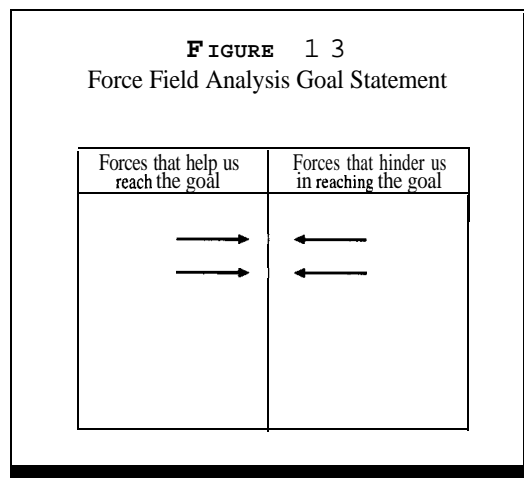 FIGURE 13
Force Field Analysis Goal Statement
Forces that help us
reach the goal
Forces that hinder us
in reaching the goal